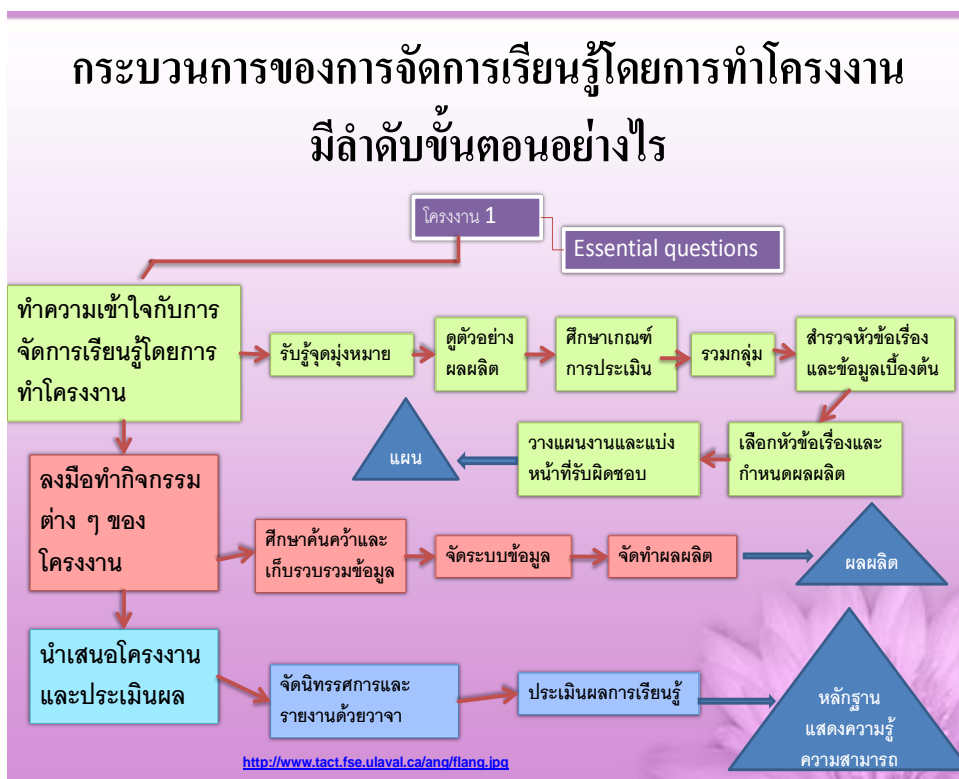 กระบวนการของการจัดการเรียนรู้โดยการทำโครงงาน
มีลำดับขั้นตอนอย่างไร
โครงงาน 1
Essential questions
ทำความเข้าใจกับการ
จัดการเรียนรู้โดยการ
ทำโครงงาน
รับรู้จุดมุ่งหมาย
ดูตัวอย่าง
ผลผลิต
ศึกษาเกณฑ์
การประเมิน
รวมกลุ่ม
สำรวจหัวข้อเรื่อง
และข้อมูลเบื้องต้น
เลือกหัวข้อเรื่องและ
กำหนดผลผลิต
วางแผนงานและแบ่ง
หน้าที่รับผิดชอบ
แผน
ลงมือทำกิจกรรม
ต่าง ๆ ของ
โครงงาน
ศึกษาค้นคว้าและ
เก็บรวบรวมข้อมูล
จัดระบบข้อมูล
จัดทำผลผลิต
ผลผลิต
นำเสนอโครงงาน
และประเมินผล
จัดนิทรรศการและ
รายงานด้วยวาจา
ประเมินผลการเรียนรู้
หลักฐาน
แสดงความรู้
ความสามารถ
http://www.tact.fse.ulaval.ca/ang/flang.jpg